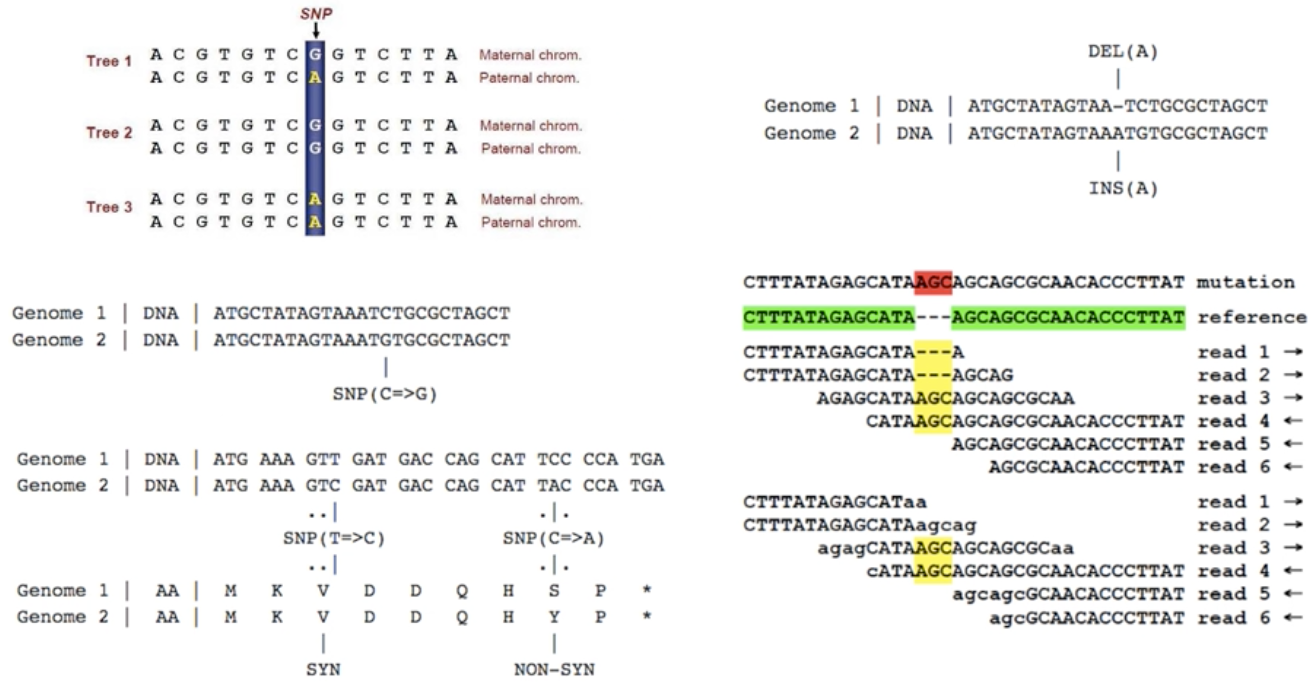 SNP
Tree 1 A C G T G T C G G T C T T A Maternal chrom.
A C G T G T C A G T C T T A Paternal chrom.
Tree 2 A C G T G T C G G T C T T A Maternal chrom.
A C G T G T C G G T C T T A Paternal chrom.
Tree 3 A C G T G T C A G T C T T A Maternal chrom.
A C G T G T C A G T C T T A Paternal chrom.
DEL(A)
|
Genome 1 | DNA | ATGCTATAGTAA-TCTGCGCTAGCT
Genome 2 | DNA | ATGCTATAGTAAATGTGCGCTAGCT
|
INS(A)
Genome 1 | DNA | ATGCTATAGTAAATCTGCGCTAGCT
Genome 2 | DNA | ATGCTATAGTAAATGTGCGCTAGCT
|
SNP(C=>G)
Genome 1 | DNA | ATG AAA GTT GAT GAC CAG CAT TCC CCA TGA
Genome 2 | DNA | ATG AAA GTC GAT GAC CAG CAT TAC CCA TGA
..| .|.
SNP(T=>C) SNP(C=>A)
..| .|.
Genome 1 | AA | M K V D D Q H S P *
Genome 2 | AA | M K V D D Q H Y P *
| |
SYN NON-SYN
CTTTATAGAGCATAAGCAGCAGCGCAACACCCTTAT mutation
CTTTATAGAGCATA---AGCAGCGCAACACCCTTAT reference
CTTTATAGAGCATA---A read 1 →
CTTTATAGAGCATA---AGCAG read 2 →
AGAGCATAAGCAGCAGCGCAA read 3 →
CATAAGCAGCAGCGCAACACCCTTAT read 4 ←
AGCAGCGCAACACCCTTAT read 5 ←
AGCGCAACACCCTTAT read 6 ←
CTTTATAGAGCATaa read 1 →
CTTTATAGAGCATAagcag read 2 →
agagCATAAGCAGCAGCGCaa read 3 →
cATAAGCAGCAGCGCAACACCCTTAT read 4 ←
agcagcGCAACACCCTTAT read 5 ←
agcGCAACACCCTTAT read 6 ←